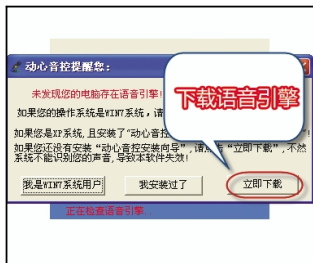 动心音控提醒您:
未发现您的电脑存在语音引擎!
下载语音引擎
如果您的操作系统是WIN7系统,请
如果您是XP系统,且安装了“动心音控
如果您还没有安装“动心音控安装向导”,请点击“立即下载”,不然
系统不能识别您的声音,导致本软件失效!
我是WIN7系统用户
我安装过了
立即下载
正在检查语音引擎...